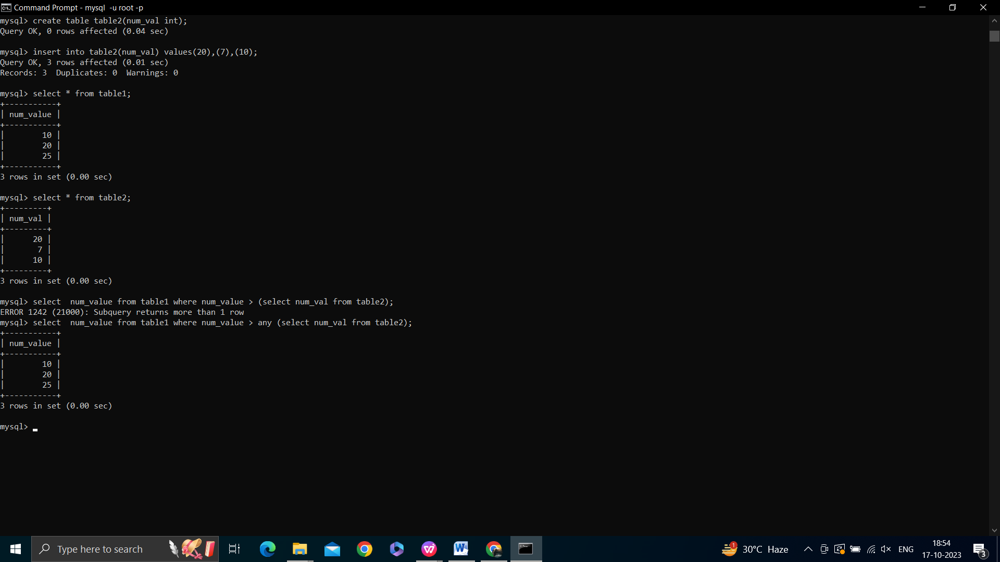 Command Prompt - mysql  -u root -p
mysql> create table table2(num_val int);
Query OK, 0 rows affected (0.04 sec)

mysql> insert into table2(num_val) values(20),(7),(10);
Query OK, 3 rows affected (0.01 sec)
Records: 3  Duplicates: 0  Warnings: 0

mysql> select * from table1;
+-----------+
| num_value |
+-----------+
|        10 |
|        20 |
|        25 |
+-----------+
3 rows in set (0.00 sec)

mysql> select * from table2;
+---------+
| num_val |
+---------+
|      20 |
|       7 |
|      10 |
+---------+
3 rows in set (0.00 sec)

mysql> select  num_value from table1 where num_value > (select num_val from table2);
ERROR 1242 (21000): Subquery returns more than 1 row
mysql> select  num_value from table1 where num_value > any (select num_val from table2);
+-----------+
| num_value |
+-----------+
|        10 |
|        20 |
|        25 |
+-----------+
3 rows in set (0.00 sec)

mysql>
Type here to search
1
30°C Haze
ENG
18:54
17-10-2023
3